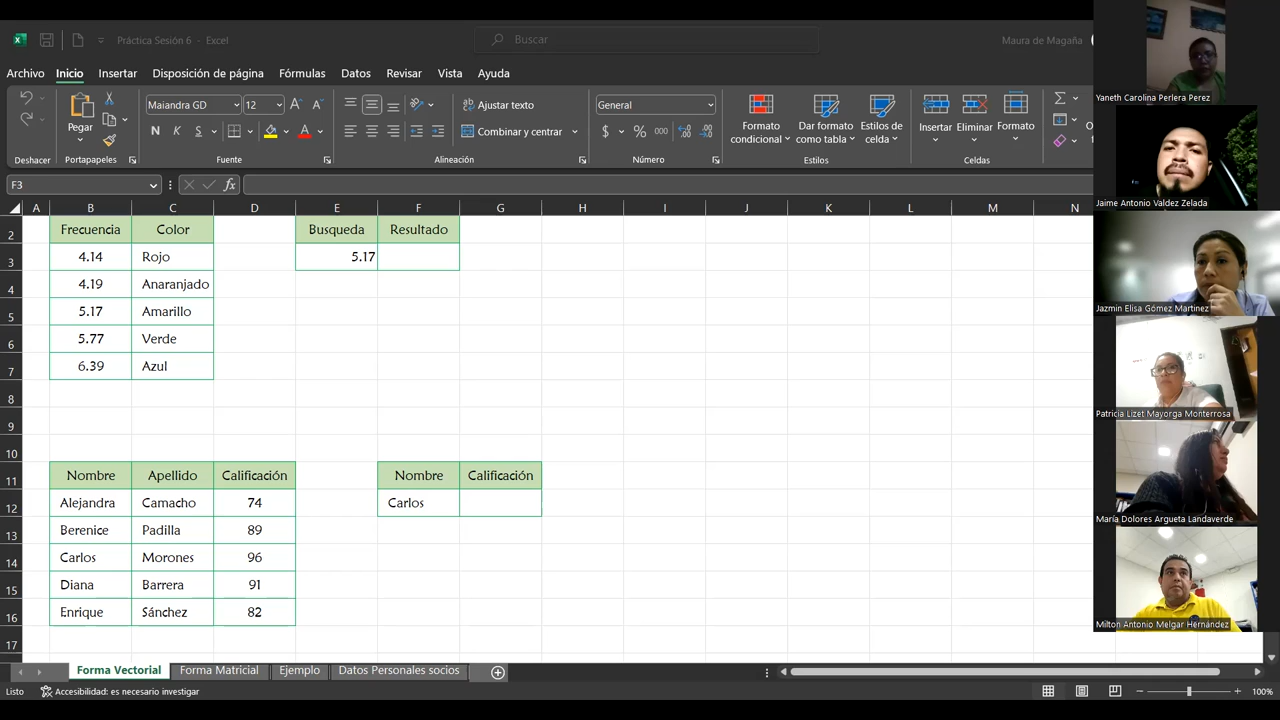 Práctica Sesión 6 - Excel
Buscar
Maura de Magaña
Archivo Inicio Insertar Disposición de página Fórmulas Datos Revisar Vista Ayuda
Pegar
Maiandra GD 12
N K S
Ajustar texto
Combinar y centrar
General
$ % 000
Formato condicional
Dar formato como tabla
Estilos de celda
Insertar
Eliminar
Formato
Deshacer Portapapeles Fuente Alineación Número Estilos Celdas
F3
fx
A B C D E F G H I J K L M N
2 Frecuencia Color Busqueda Resultado
3 4.14 Rojo 5.17
4 4.19 Anaranjado
5 5.17 Amarillo
6 5.77 Verde
7 6.39 Azul
8
9
10
11 Nombre Apellido Calificación Nombre Calificación
12 Alejandra Camacho 74 Carlos
13 Berenice Padilla 89
14 Carlos Morones 96
15 Diana Barrera 91
16 Enrique Sánchez 82
17
Forma Vectorial Forma Matricial Ejemplo Datos Personales socios
Listo Accesibilidad: es necesario investigar 100%
Yaneth Carolina Perlera Perez
Jaime Antonio Valdez Zelada
Jazmin Elisa Gómez Martinez
Patricia Lizet Mayorga Monterrosa
María Dolores Argueta Landaverde
Milton Antonio Melgar Hernández